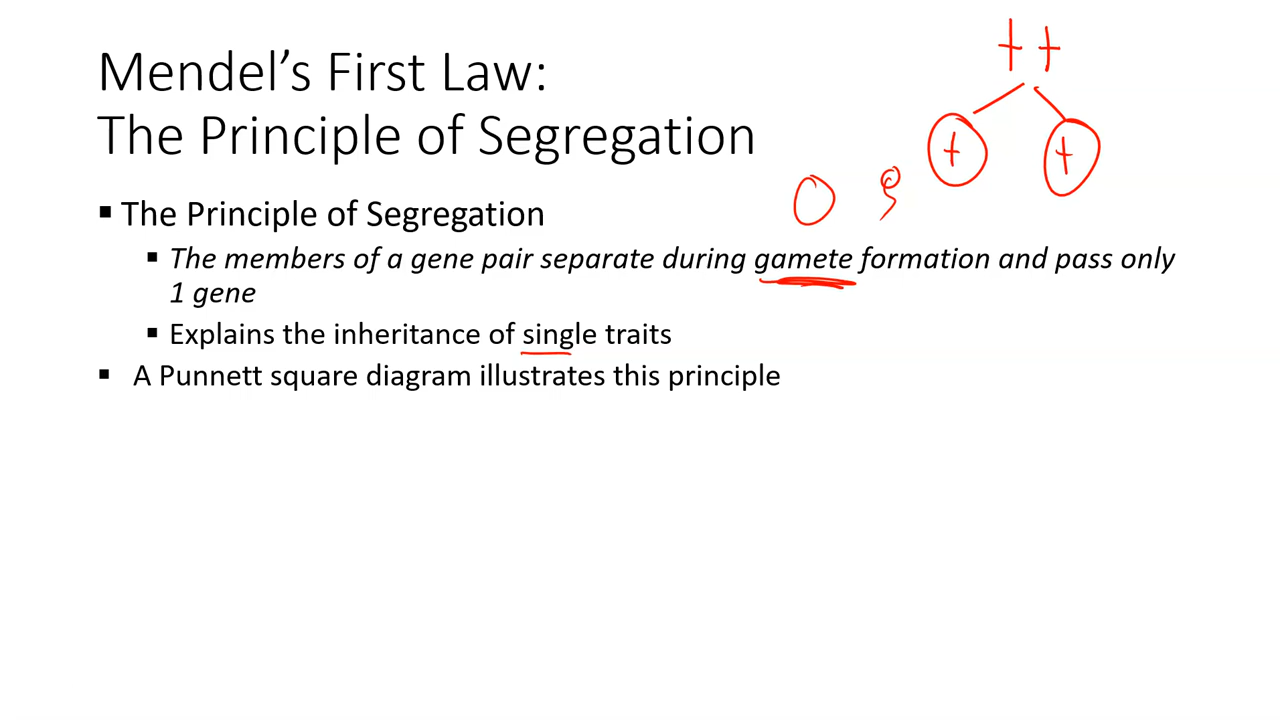 Mendel's First Law:
The Principle of Segregation
t t
t t
▪ The Principle of Segregation
▪ The members of a gene pair separate during gamete formation and pass only
1 gene
▪ Explains the inheritance of single traits
▪ A Punnett square diagram illustrates this principle